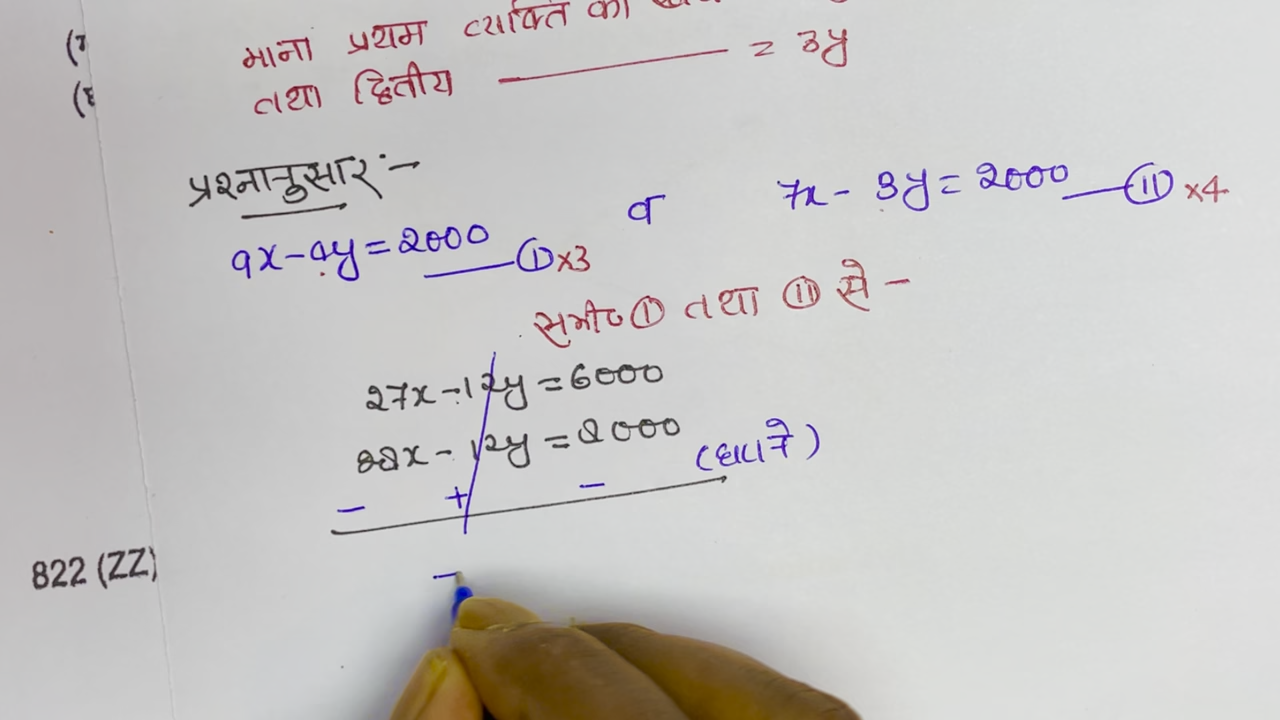 (ग
माना प्रथम व्यक्ति का
(घ
तथा द्वितीय ——— = 3y
प्रश्नानुसार :-
9x-4y=2000 —(I)×3 व 7x-3y=2000 —(II)×4
समी० (I) तथा (II) से -
27x-12y=6000
28x-12y=8000 (घटाने)
- + -
-
822 (ZZ)